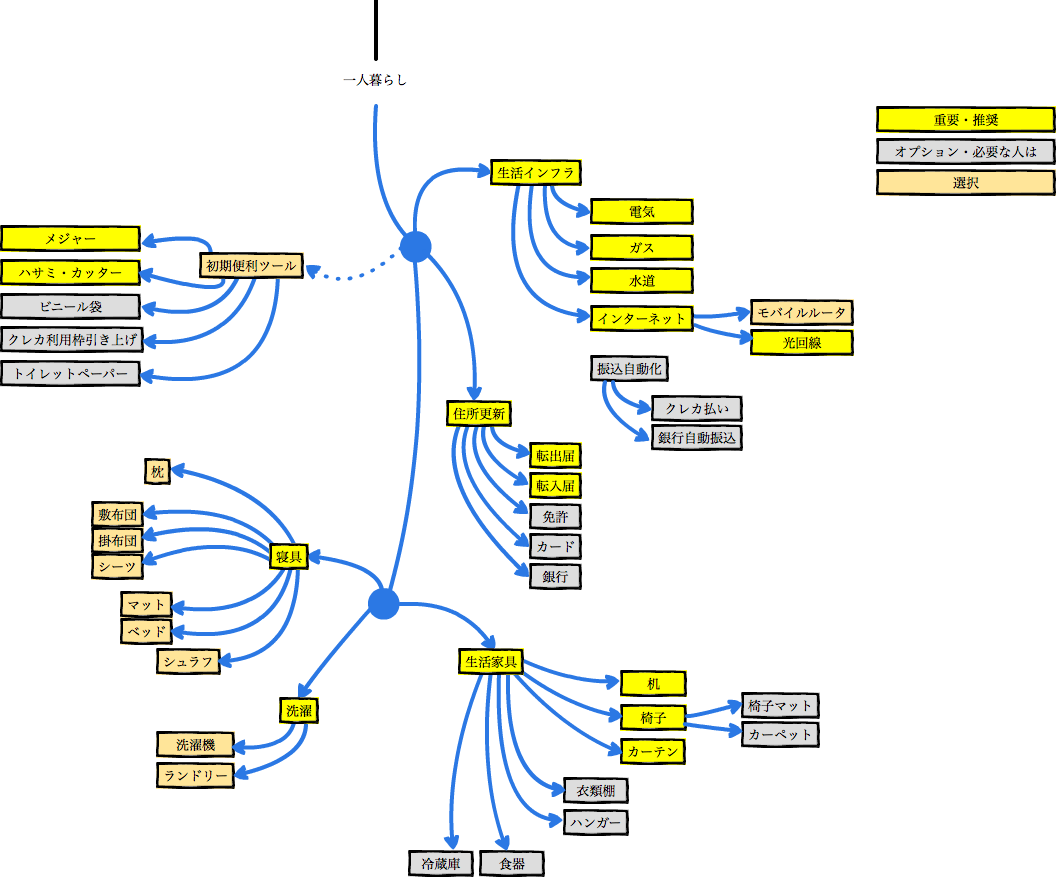 一人暮らし
重要・推奨
オプション・必要な人は
選択
生活インフラ
電気
ガス
水道
インターネット
モバイルルータ
光回線
振込自動化
クレカ払い
銀行自動振込
初期便利ツール
メジャー
ハサミ・カッター
ビニール袋
クレカ利用枠引き上げ
トイレットペーパー
住所更新
転出届
転入届
免許
カード
銀行
寝具
枕
敷布団
掛布団
シーツ
マット
ベッド
シュラフ
洗濯
洗濯機
ランドリー
生活家具
机
椅子
椅子マット
カーペット
カーテン
衣類棚
ハンガー
冷蔵庫
食器